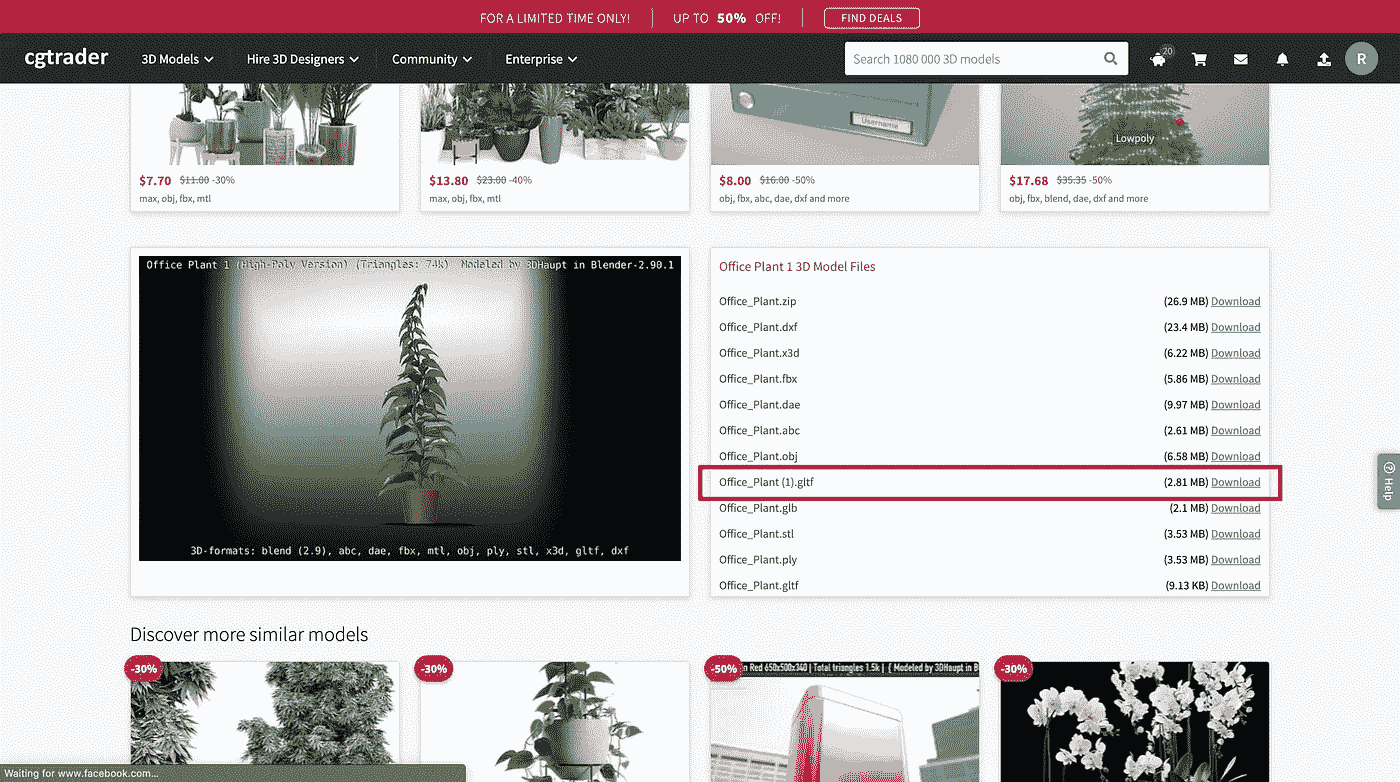 FOR A LIMITED TIME ONLY! UP TO 50% OFF! FIND DEALS
cgtrader 3D Models Hire 3D Designers Community Enterprise Search 1080 000 3D models 20 R
Username
Lowpoly
$7.70 $11.00 -30%
max, obj, fbx, mtl
$13.80 $23.00 -40%
max, obj, fbx, mtl
$8.00 $16.00 -50%
obj, fbx, abc, dae, dxf and more
$17.68 $35.35 -50%
obj, fbx, blend, dae, dxf and more
Office Plant 1 (High-Poly Version) (Triangles: 74k) Modeled by 3DHaupt in Blender-2.90.1
3D-formats: blend (2.9), abc, dae, fbx, mtl, obj, ply, stl, x3d, gltf, dxf
Office Plant 1 3D Model Files
Office_Plant.zip (26.9 MB) Download
Office_Plant.dxf (23.4 MB) Download
Office_Plant.x3d (6.22 MB) Download
Office_Plant.fbx (5.86 MB) Download
Office_Plant.dae (9.97 MB) Download
Office_Plant.abc (2.61 MB) Download
Office_Plant.obj (6.58 MB) Download
Office_Plant (1).gltf (2.81 MB) Download
Office_Plant.glb (2.1 MB) Download
Office_Plant.stl (3.53 MB) Download
Office_Plant.ply (3.53 MB) Download
Office_Plant.gltf (9.13 KB) Download
? Help
Discover more similar models
-30%
-30%
-50%
n Red 650x500x340 | Total triangles 1.5k | { Modeled by 3DHaupt in B
-30%
Waiting for www.facebook.com...